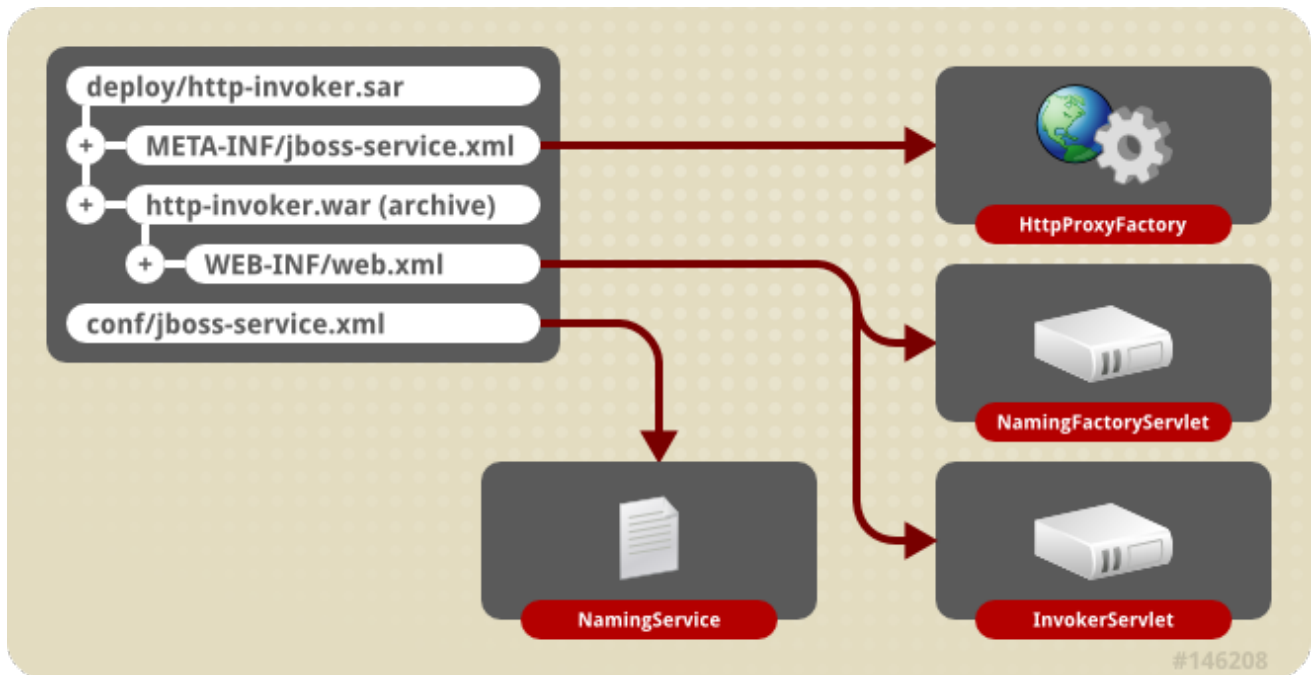 deploy/http-invoker.sar
+ META-INF/jboss-service.xml
+ http-invoker.war (archive)
+ WEB-INF/web.xml
conf/jboss-service.xml
HttpProxyFactory
NamingFactoryServlet
NamingService
InvokerServlet
#146208